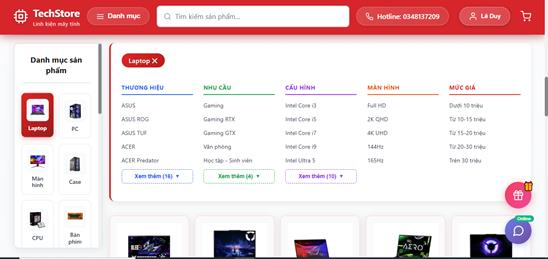 TechStore
Linh kiện máy tính
Danh mục
Tìm kiếm sản phẩm...
Hotline: 0348137209
Lã Duy
Danh mục sản
phẩm
Laptop
PC
Màn
hình
Case
CPU
Bàn
phím
Laptop
THƯƠNG HIỆU
NHU CẦU
CẤU HÌNH
MÀN HÌNH
MỨC GIÁ
ASUS
Gaming
Intel Core i3
Full HD
Dưới 10 triệu
ASUS ROG
Gaming RTX
Intel Core i5
2K QHD
Từ 10-15 triệu
ASUS TUF
Gaming GTX
Intel Core i7
4K UHD
Từ 15-20 triệu
ACER
Văn phòng
Intel Core i9
144Hz
Từ 20-30 triệu
ACER Predator
Học tập - Sinh viên
Intel Ultra 5
165Hz
Trên 30 triệu
Xem thêm (16)
Xem thêm (4)
Xem thêm (10)
Online
AERO